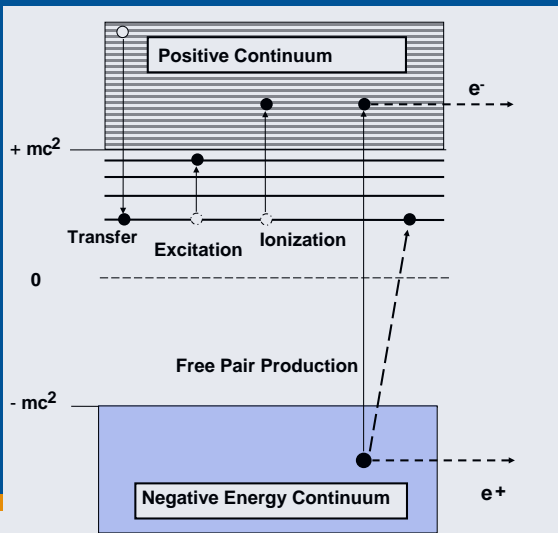 Positive Continuum
e-
+ mc2
Transfer
Excitation
Ionization
0
Free Pair Production
- mc2
Negative Energy Continuum
e+